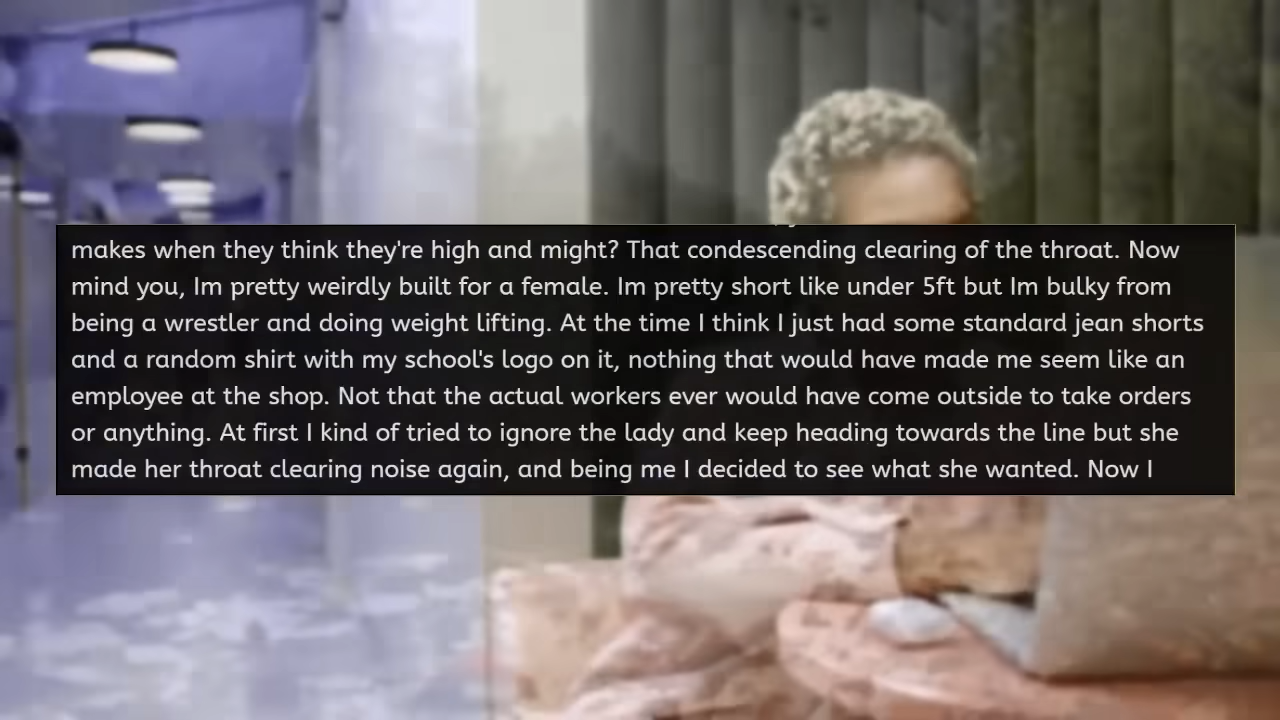 makes when they think they're high and might? That condescending clearing of the throat. Now
mind you, Im pretty weirdly built for a female. Im pretty short like under 5ft but Im bulky from
being a wrestler and doing weight lifting. At the time I think I just had some standard jean shorts
and a random shirt with my school's logo on it, nothing that would have made me seem like an
employee at the shop. Not that the actual workers ever would have come outside to take orders
or anything. At first I kind of tried to ignore the lady and keep heading towards the line but she
made her throat clearing noise again, and being me I decided to see what she wanted. Now I